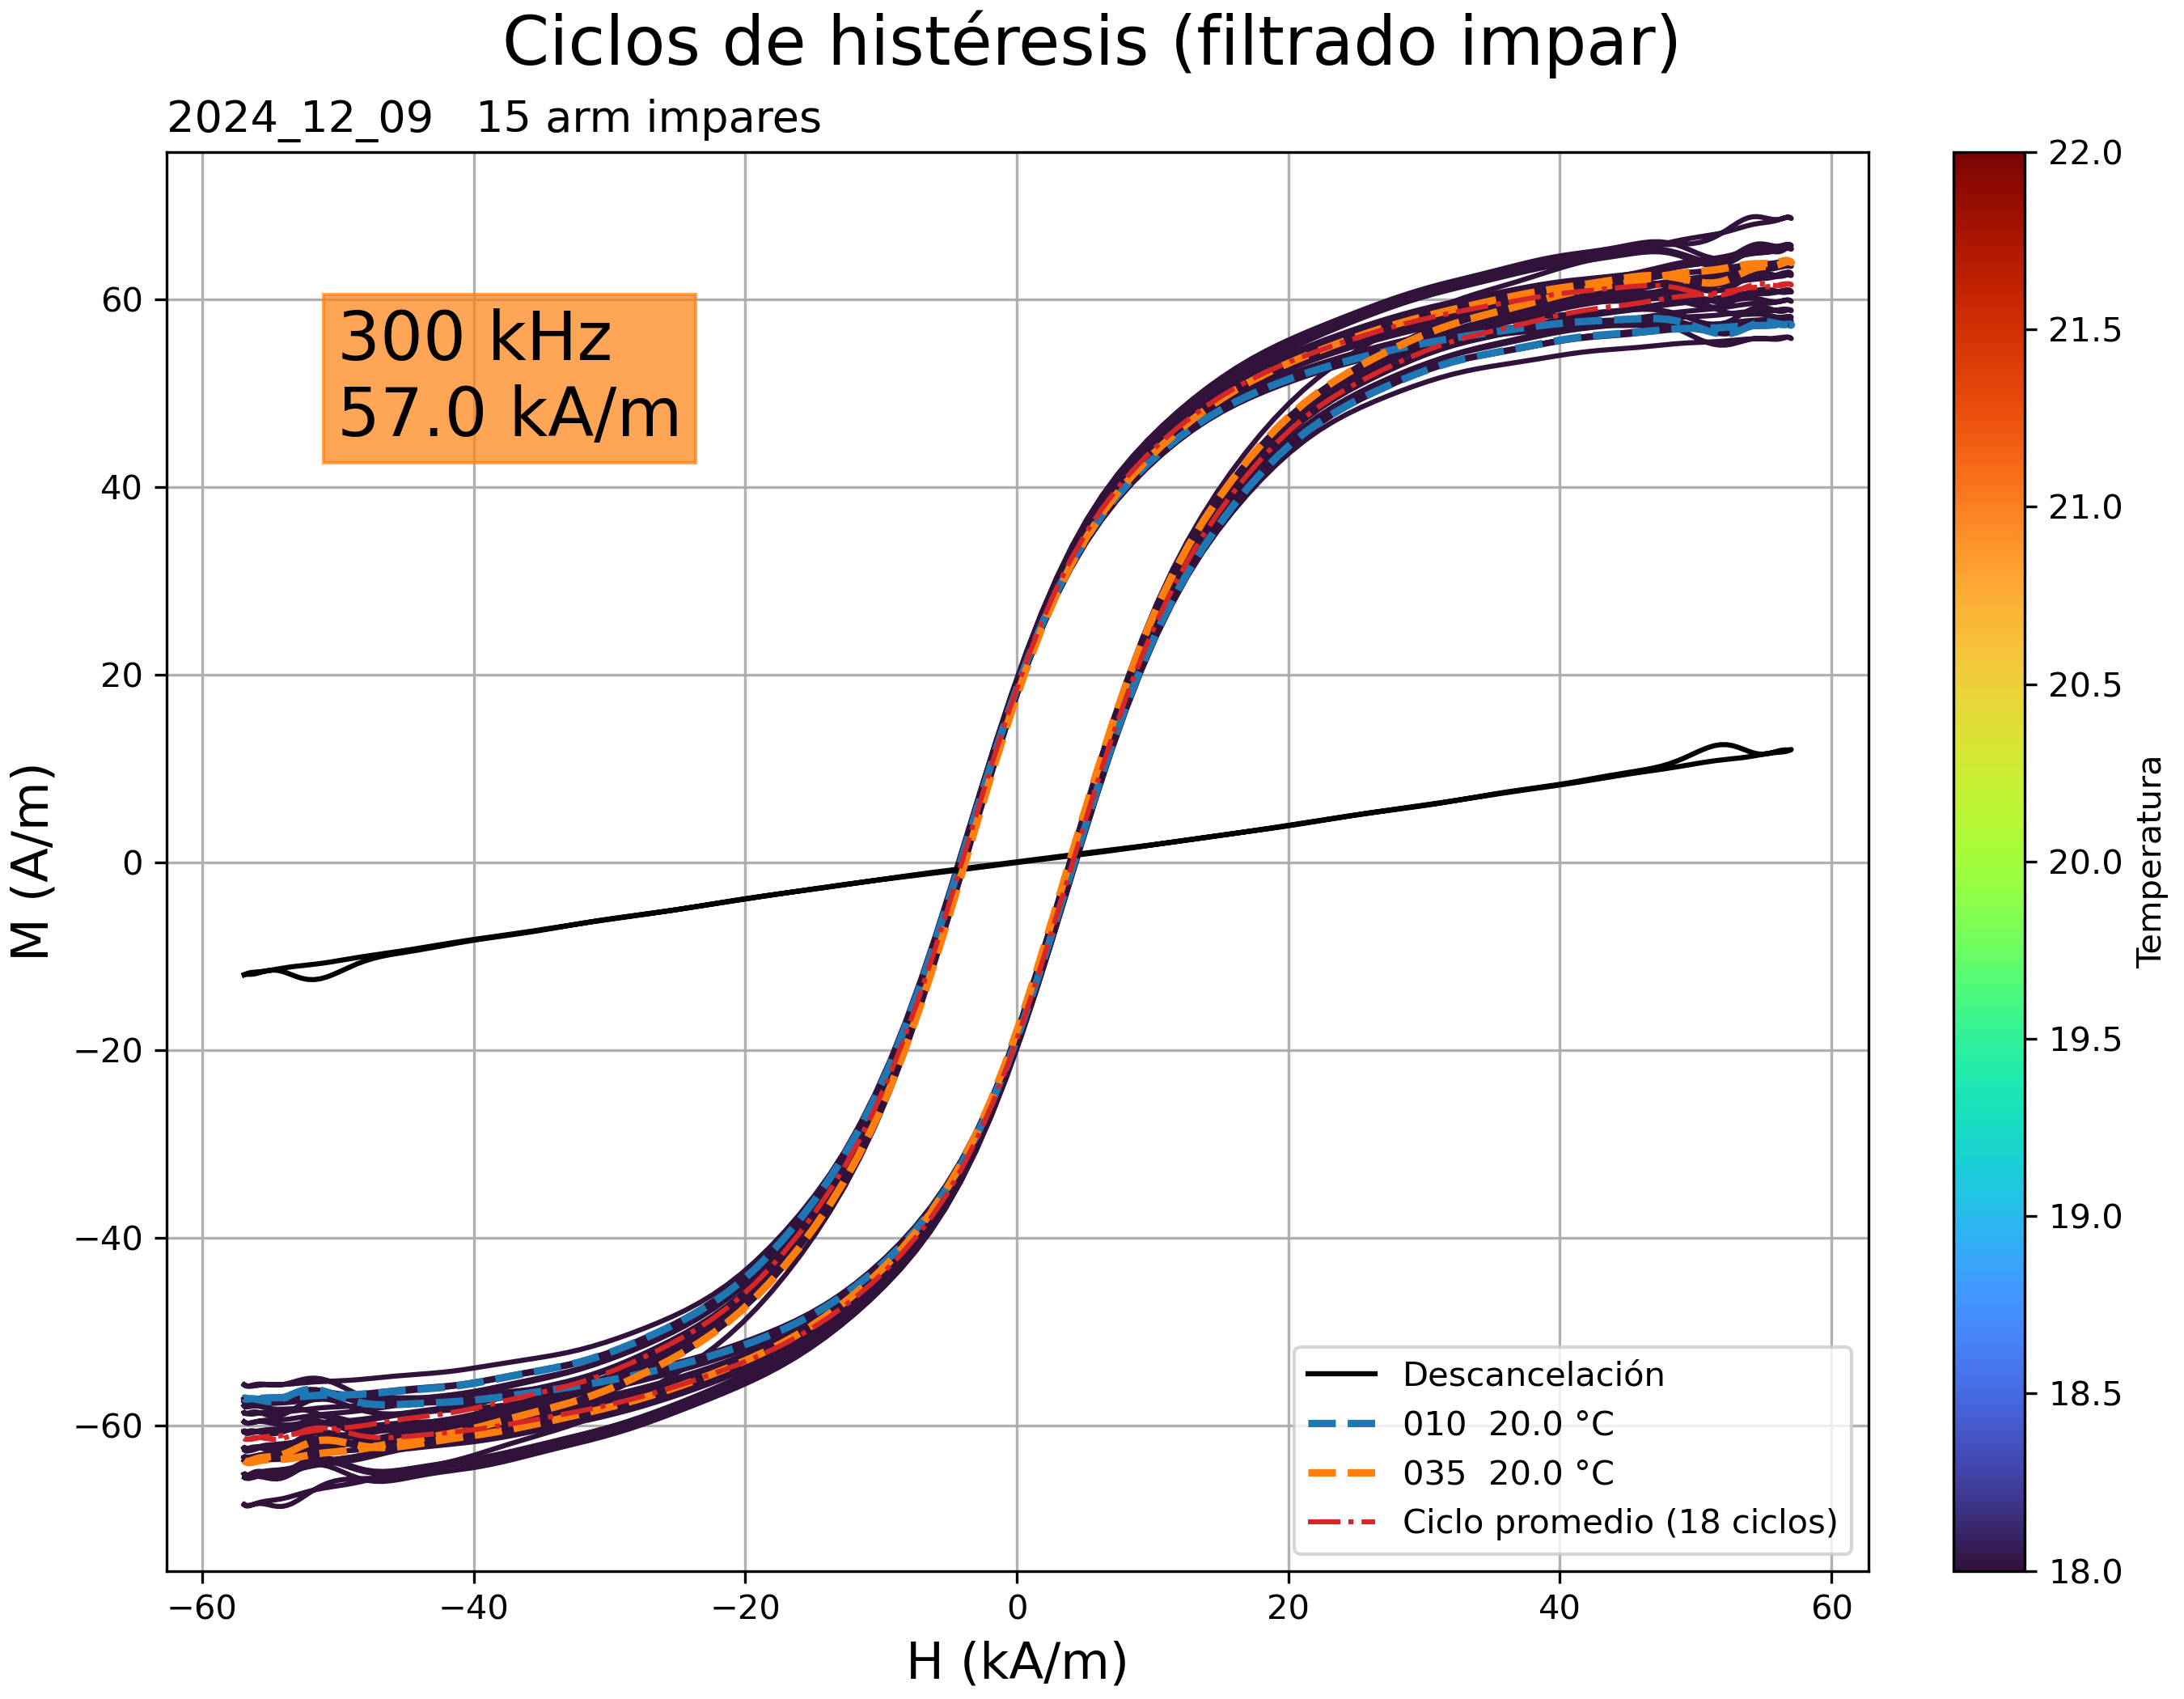 Ciclos de histéresis (filtrado impar)
2024_12_09   15 arm impares
300 kHz
57.0 kA/m
60
40
20
0
−20
−40
−60
M (A/m)
−60
−40
−20
0
20
40
60
H (kA/m)
Descancelación
010  20.0 °C
035  20.0 °C
Ciclo promedio (18 ciclos)
22.0
21.5
21.0
20.5
20.0
19.5
19.0
18.5
18.0
Temperatura